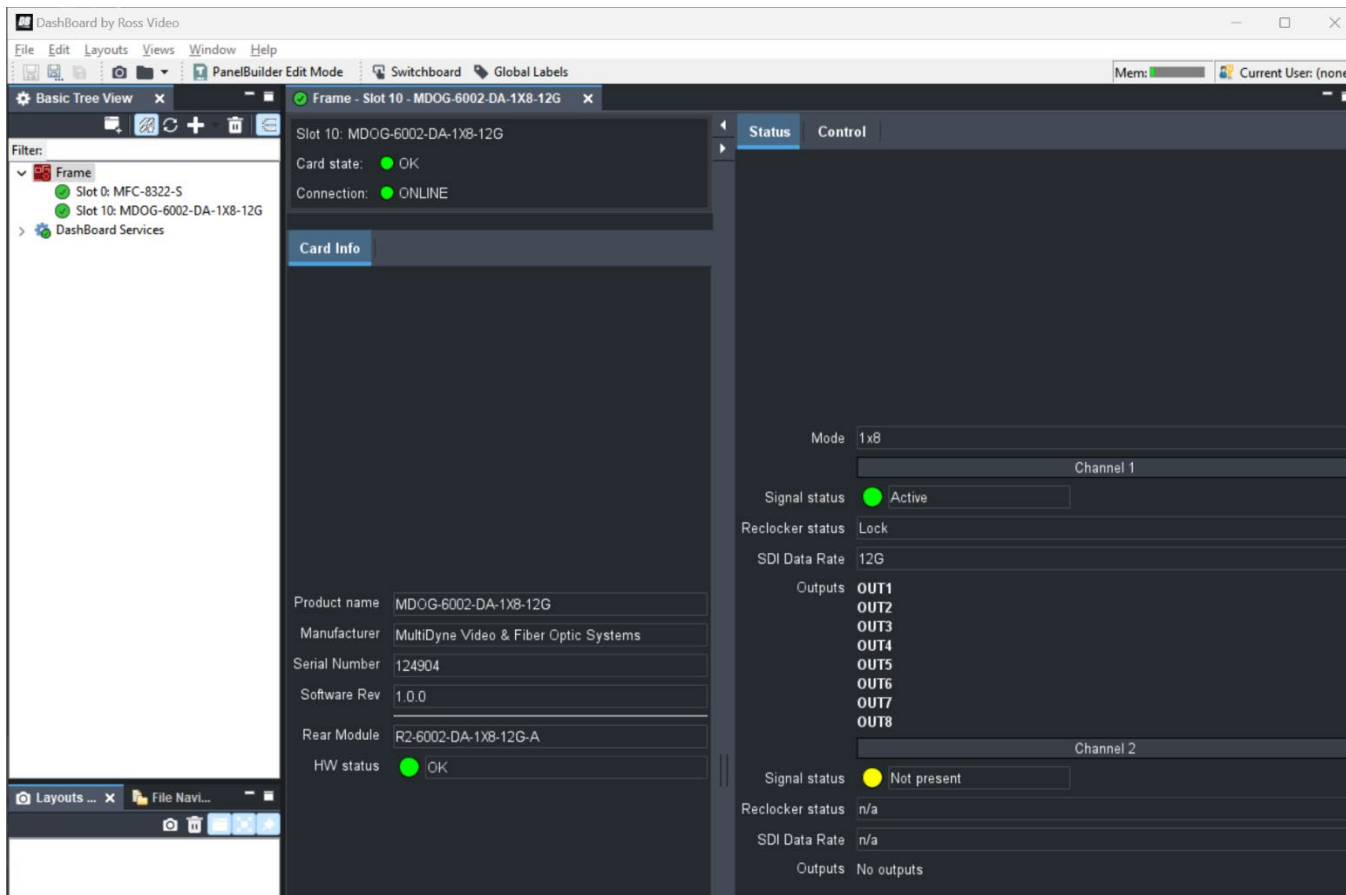 DashBoard by Ross Video
File Edit Layouts Views Window Help
PanelBuilder Edit Mode Switchboard Global Labels Mem: Current User: (none
Basic Tree View
Filter:
Frame
Slot 0: MFC-8322-S
Slot 10: MDOG-6002-DA-1X8-12G
DashBoard Services
Layouts ... File Navi...
Frame - Slot 10 - MDOG-6002-DA-1X8-12G
Slot 10: MDOG-6002-DA-1X8-12G
Card state: OK
Connection: ONLINE
Card Info
Product name MDOG-6002-DA-1X8-12G
Manufacturer MultiDyne Video & Fiber Optic Systems
Serial Number 124904
Software Rev 1.0.0
Rear Module R2-6002-DA-1X8-12G-A
HW status OK
Status Control
Mode 1x8
Channel 1
Signal status Active
Reclocker status Lock
SDI Data Rate 12G
Outputs OUT1
OUT2
OUT3
OUT4
OUT5
OUT6
OUT7
OUT8
Channel 2
Signal status Not present
Reclocker status n/a
SDI Data Rate n/a
Outputs No outputs